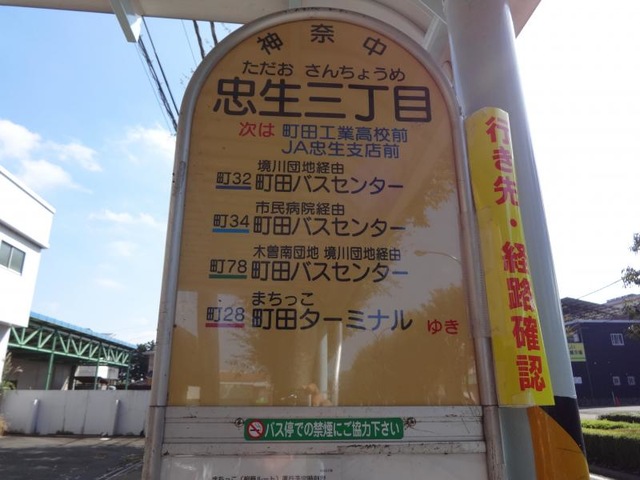 神奈中
ただお さんちょうめ
忠生三丁目
次は 町田工業高校前
JA忠生支店前
境川団地経由
町32 町田バスセンター
市民病院経由
町34 町田バスセンター
木曽南団地 境川団地経由
町78 町田バスセンター
まちっこ
町28 町田ターミナル ゆき
バス停での禁煙にご協力下さい
行き先・経路確認